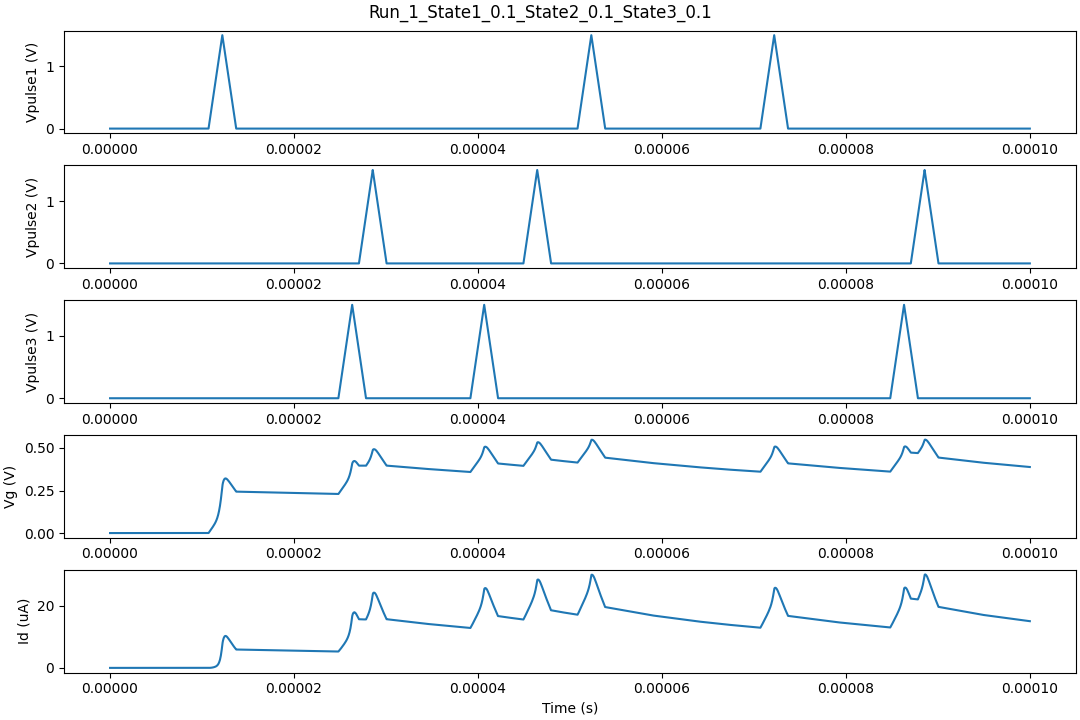 Run_1_State1_0.1_State2_0.1_State3_0.1
Vpulse1 (V)
1
0
0.00000 0.00002 0.00004 0.00006 0.00008 0.00010
Vpulse2 (V)
1
0
0.00000 0.00002 0.00004 0.00006 0.00008 0.00010
Vpulse3 (V)
1
0
0.00000 0.00002 0.00004 0.00006 0.00008 0.00010
Vg (V)
0.50
0.25
0.00
0.00000 0.00002 0.00004 0.00006 0.00008 0.00010
Id (uA)
20
0
0.00000 0.00002 0.00004 0.00006 0.00008 0.00010
Time (s)